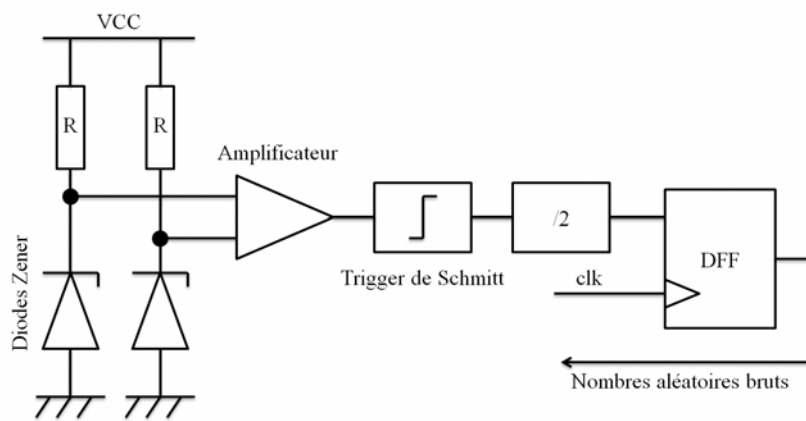 VCC
R
R
Amplificateur
Diodes Zener
Trigger de Schmitt
/2
clk
DFF
Nombres aléatoires bruts